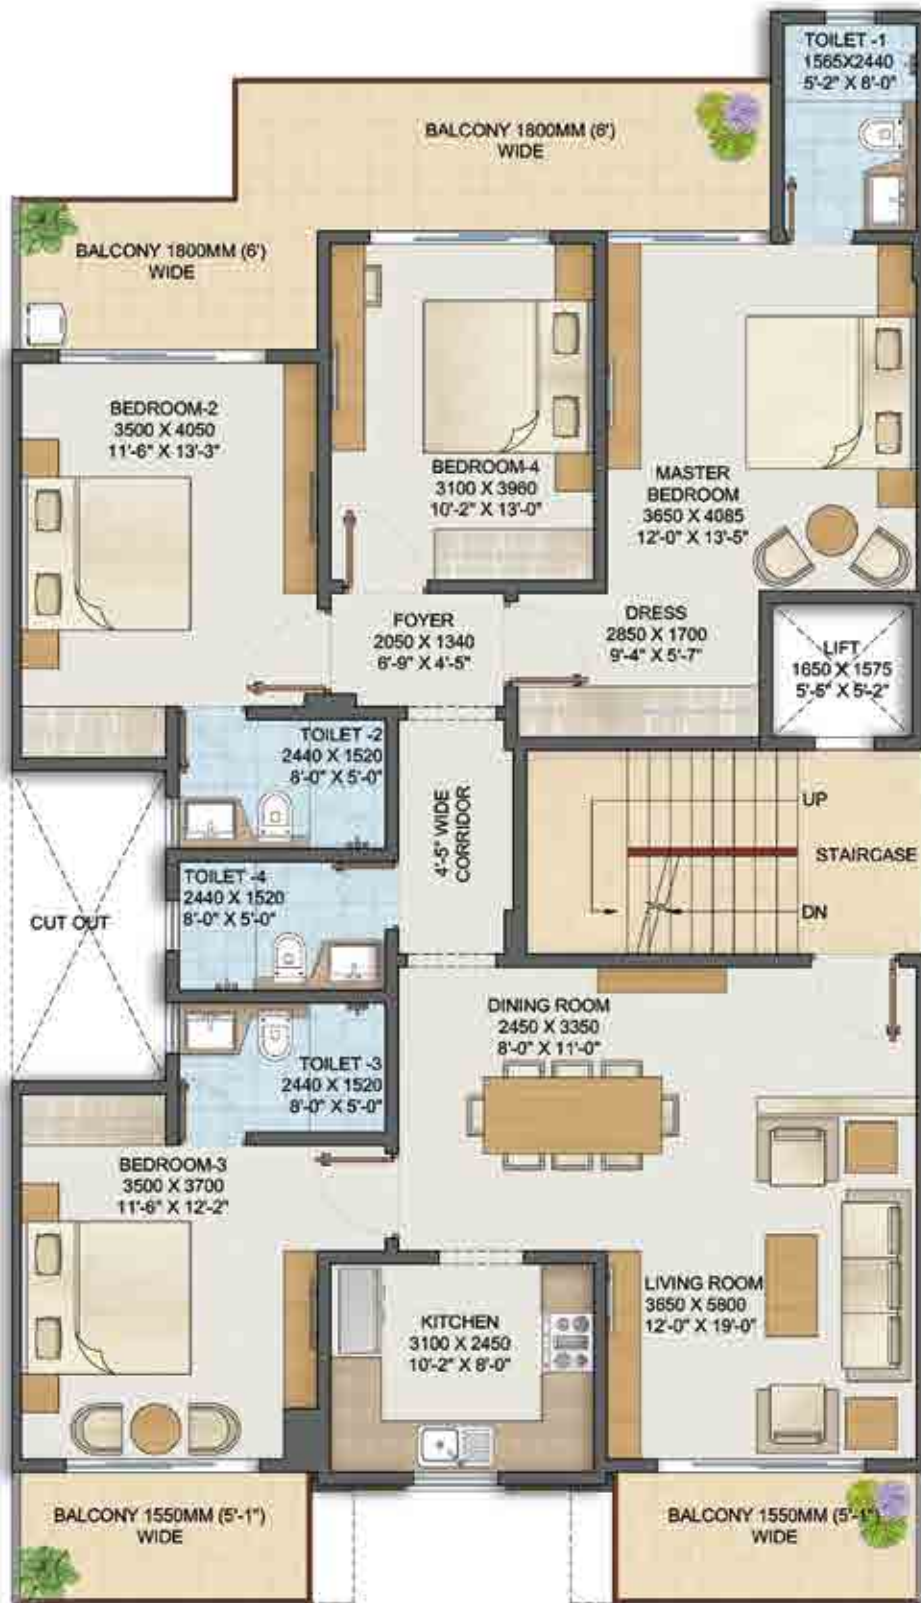 TOILET -1
1565X2440
5'-2" X 8'-0"
BALCONY 1800MM (6')
WIDE
BALCONY 1800MM (6')
WIDE
BEDROOM-2
3500 X 4050
11'-6" X 13'-3"
BEDROOM-4
3100 X 3960
10'-2" X 13'-0"
MASTER
BEDROOM
3650 X 4085
12'-0" X 13'-5"
FOYER
2050 X 1340
6'-9" X 4'-5"
DRESS
2850 X 1700
9'-4" X 5'-7"
LIFT
1650 X 1575
5'-5" X 5'-2"
TOILET -2
2440 X 1520
8'-0" X 5'-0"
4'-5" WIDE
CORRIDOR
UP
STAIRCASE
DN
TOILET -4
2440 X 1520
8'-0" X 5'-0"
CUT OUT
DINING ROOM
2450 X 3350
8'-0" X 11'-0"
TOILET -3
2440 X 1520
8'-0" X 5'-0"
BEDROOM-3
3500 X 3700
11'-6" X 12'-2"
KITCHEN
3100 X 2450
10'-2" X 8'-0"
LIVING ROOM
3650 X 5800
12'-0" X 19'-0"
BALCONY 1550MM (5'-1")
WIDE
BALCONY 1550MM (5'-1")
WIDE